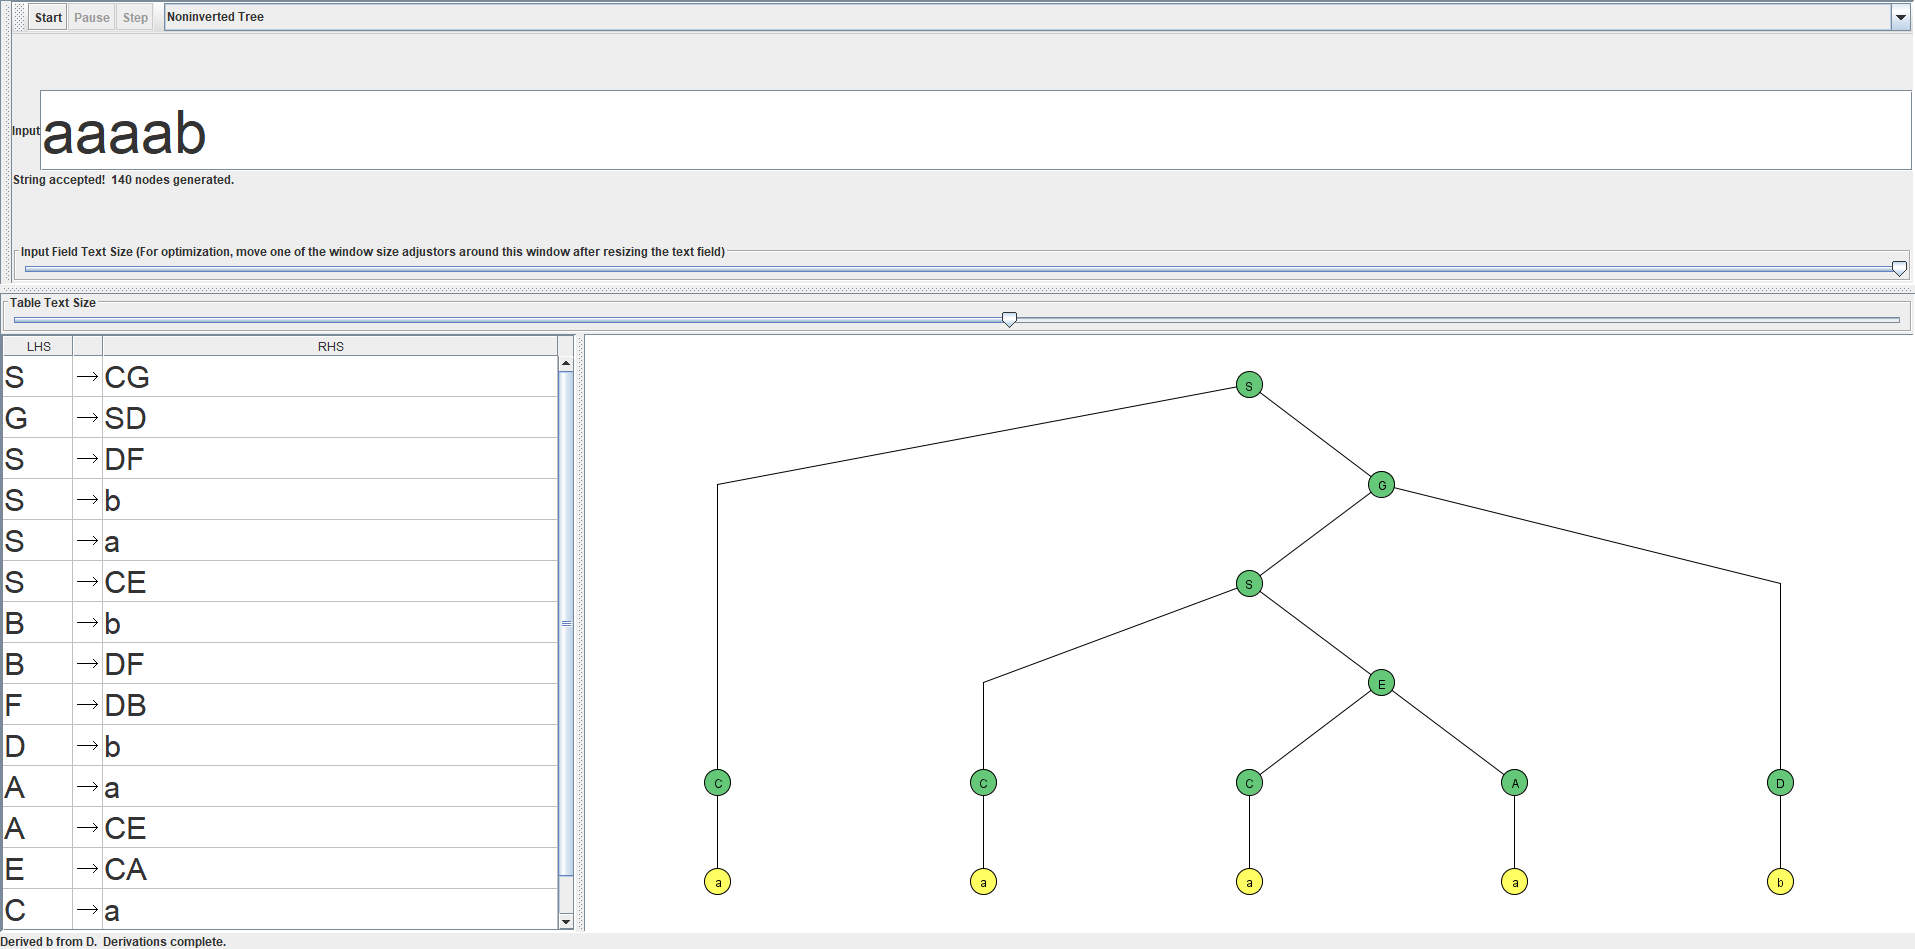 Start Pause Step Noninverted Tree
Input aaaab
String accepted! 140 nodes generated.
Input Field Text Size (For optimization, move one of the window size adjustors around this window after resizing the text field)
Table Text Size
LHS RHS
S → CG
G → SD
S → DF
S → b
S → a
S → CE
B → b
B → DF
F → DB
D → b
A → a
A → CE
E → CA
C → a
S
G
S
E
C C C A D
a a a a b
Derived b from D. Derivations complete.